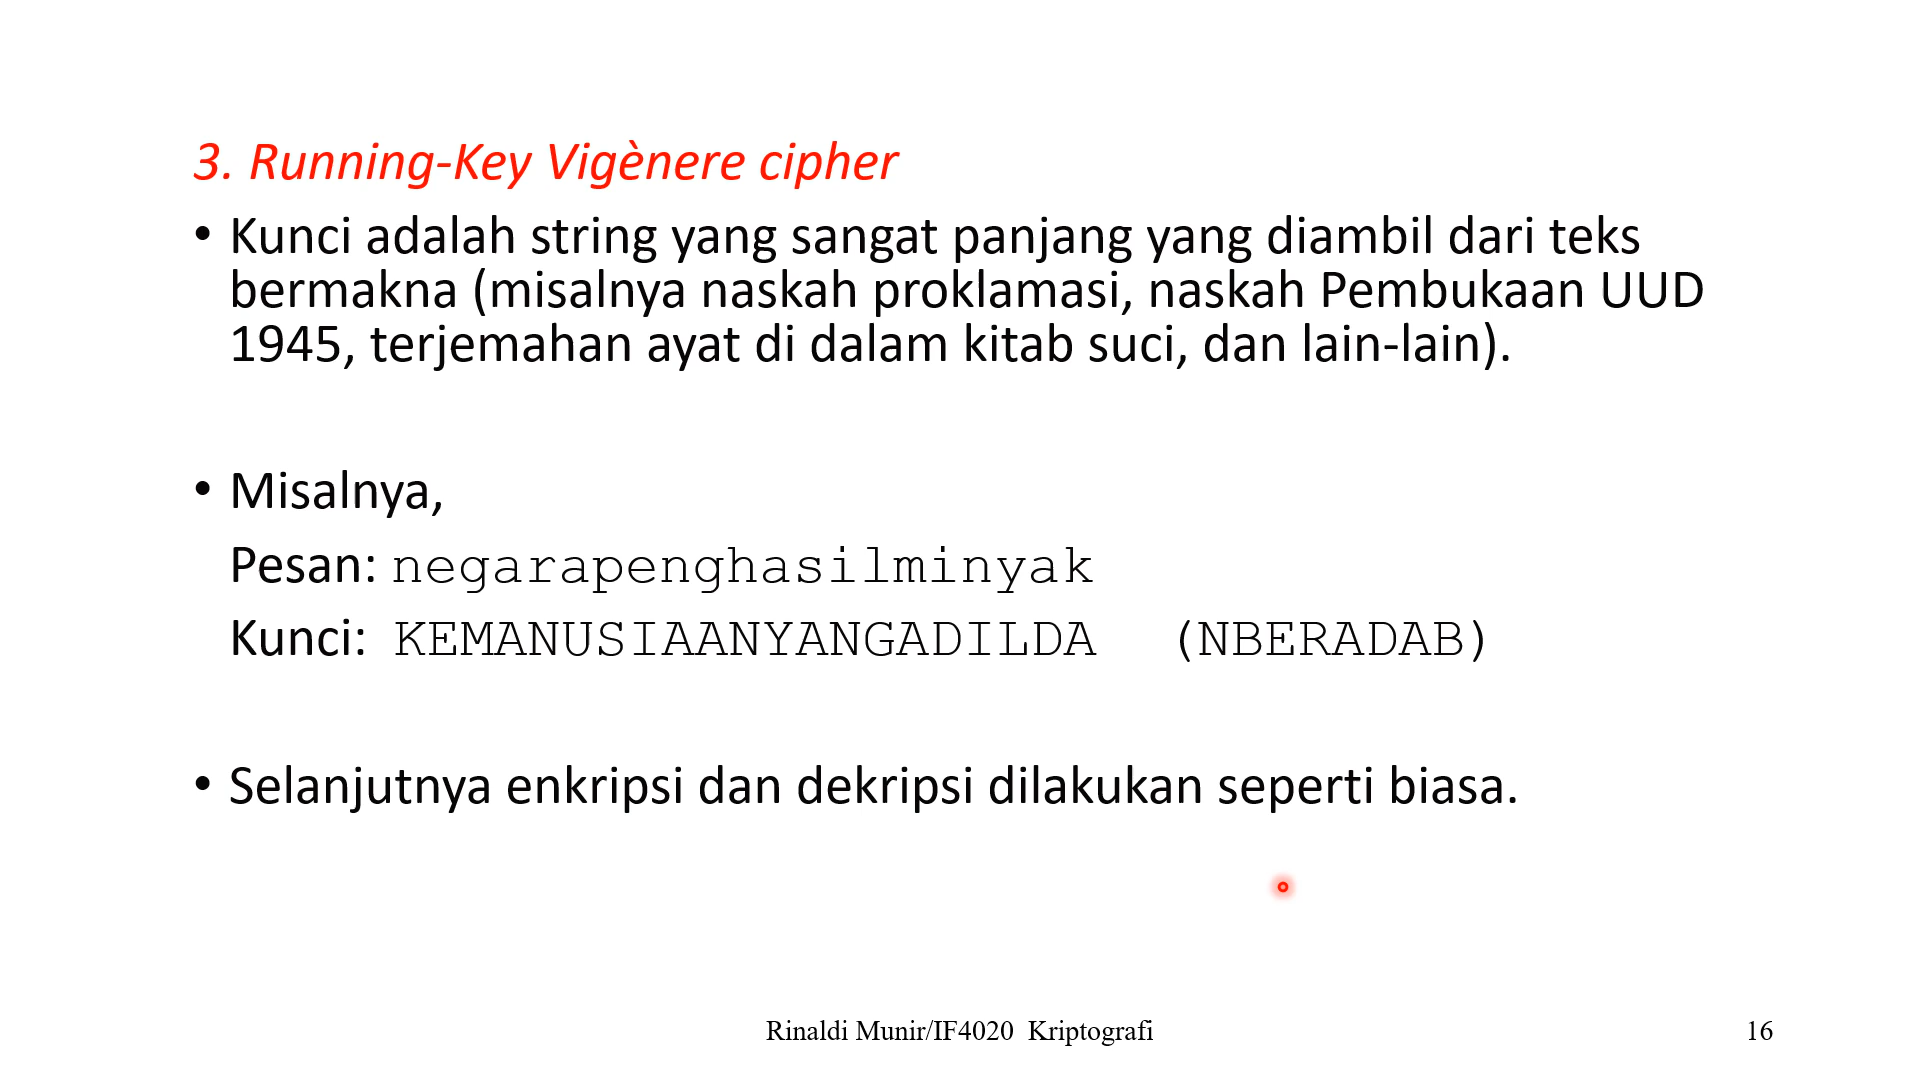 3. Running-Key Vigènere cipher
• Kunci adalah string yang sangat panjang yang diambil dari teks
bermakna (misalnya naskah proklamasi, naskah Pembukaan UUD
1945, terjemahan ayat di dalam kitab suci, dan lain-lain).
• Misalnya,
Pesan: negarapenghasilminyak
Kunci: KEMANUSIAANYANGADILDA (NBERADAB)
• Selanjutnya enkripsi dan dekripsi dilakukan seperti biasa.
Rinaldi Munir/IF4020 Kriptografi
16